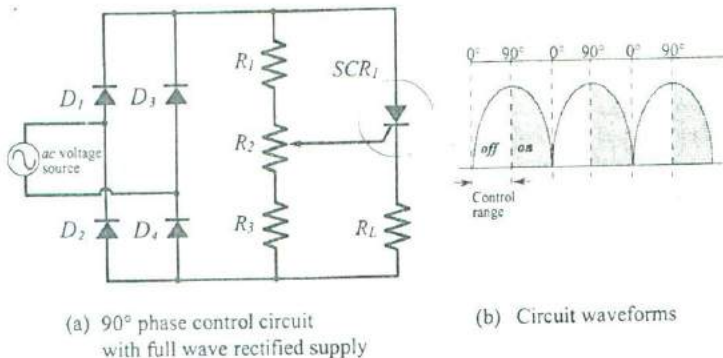 R1
SCR1
D1
D3
R2
ac voltage
source
D2
D4
R3
RL
0° 90° 0° 90° 0° 90°
off on
Control
range
(a) 90° phase control circuit
with full wave rectified supply
(b) Circuit waveforms